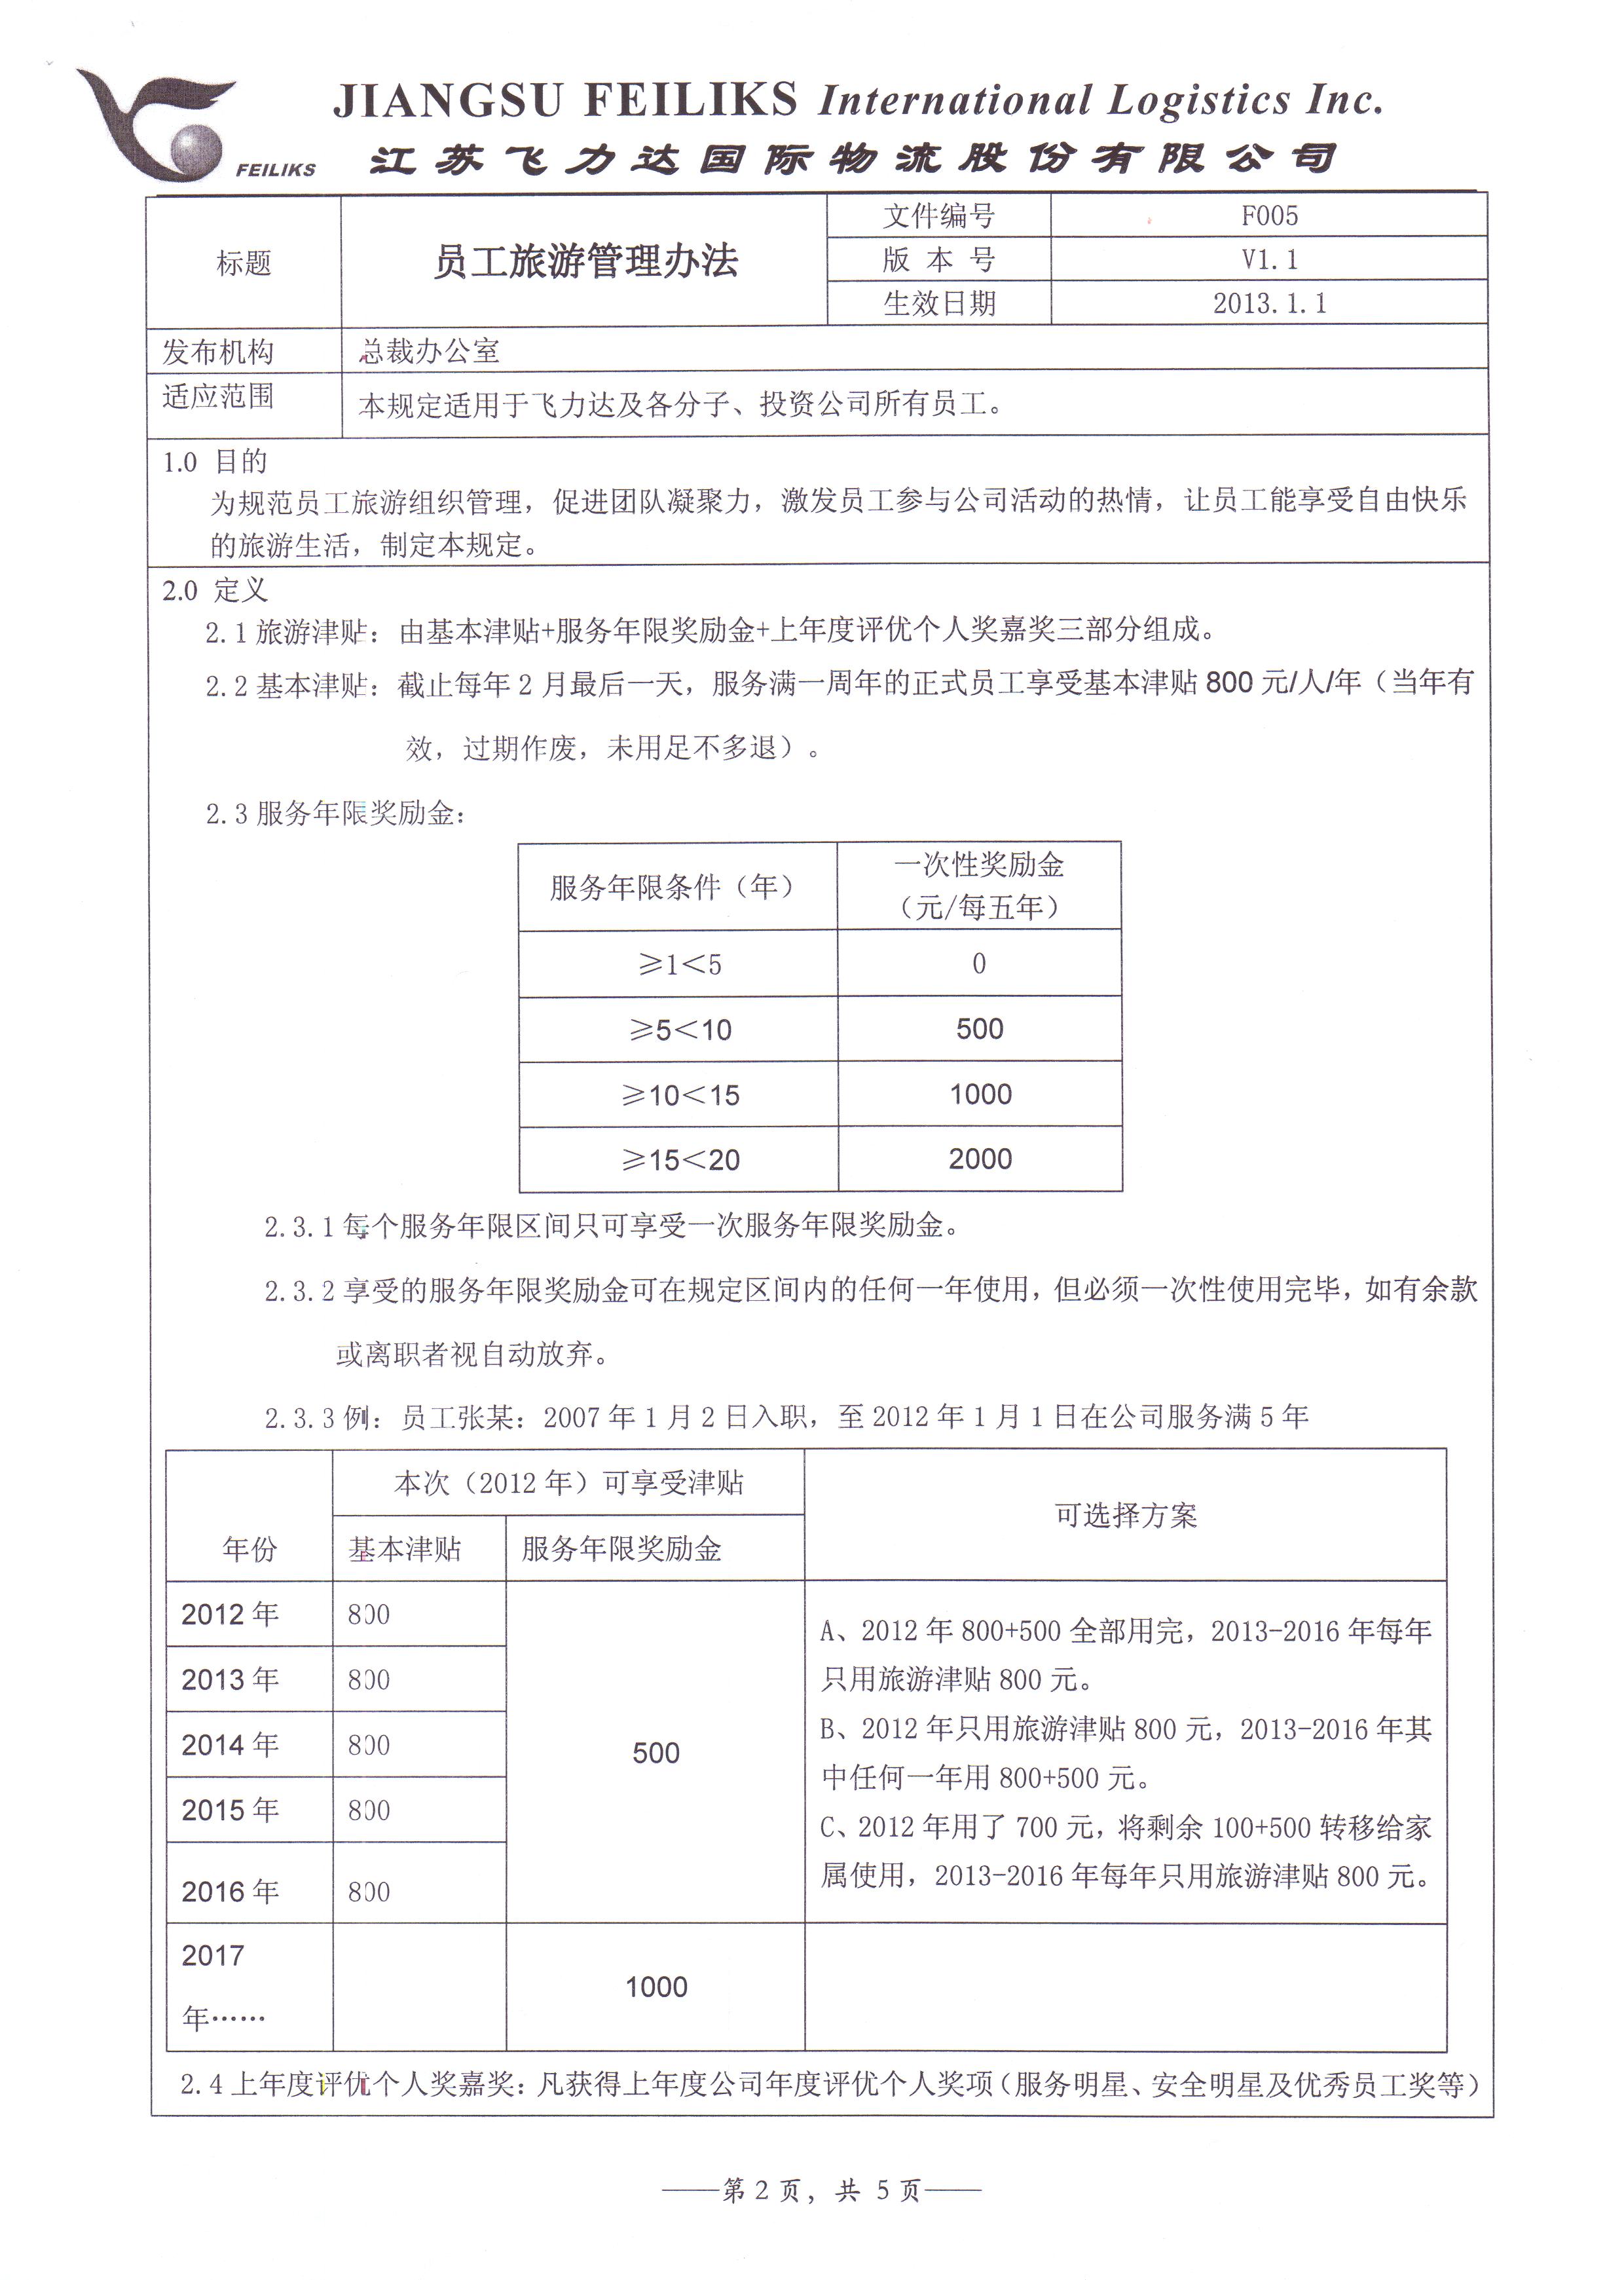 JIANGSU FEILIKS International Logistics Inc.
FEILIKS
江苏飞力达国际物流股份有限公司
标题
员工旅游管理办法
文件编号 F005
版 本 号 V1.1
生效日期 2013.1.1
发布机构 总裁办公室
适应范围 本规定适用于飞力达及各分子、投资公司所有员工。
1.0 目的
为规范员工旅游组织管理，促进团队凝聚力，激发员工参与公司活动的热情，让员工能享受自由快乐
的旅游生活，制定本规定。
2.0 定义
2.1 旅游津贴：由基本津贴+服务年限奖励金+上年度评优个人奖嘉奖三部分组成。
2.2 基本津贴：截止每年 2 月最后一天，服务满一周年的正式员工享受基本津贴 800 元/人/年（当年有
效，过期作废，未用足不多退）。
2.3 服务年限奖励金：
服务年限条件（年）
一次性奖励金
（元/每五年）
≥1＜5 0
≥5＜10 500
≥10＜15 1000
≥15＜20 2000
2.3.1 每个服务年限区间只可享受一次服务年限奖励金。
2.3.2 享受的服务年限奖励金可在规定区间内的任何一年使用，但必须一次性使用完毕，如有余款
或离职者视自动放弃。
2.3.3 例：员工张某：2007 年 1 月 2 日入职，至 2012 年 1 月 1 日在公司服务满 5 年
年份
本次（2012 年）可享受津贴
基本津贴 服务年限奖励金
可选择方案
2012 年 800
2013 年 800
2014 年 800
2015 年 800
2016 年 800
500
A、2012 年 800+500 全部用完，2013-2016 年每年
只用旅游津贴 800 元。
B、2012 年只用旅游津贴 800 元，2013-2016 年其
中任何一年用 800+500 元。
C、2012 年用了 700 元，将剩余 100+500 转移给家
属使用，2013-2016 年每年只用旅游津贴 800 元。
2017
年……
1000
2.4 上年度评优个人奖嘉奖：凡获得上年度公司年度评优个人奖项（服务明星、安全明星及优秀员工奖等）
——第 2 页，共 5 页——